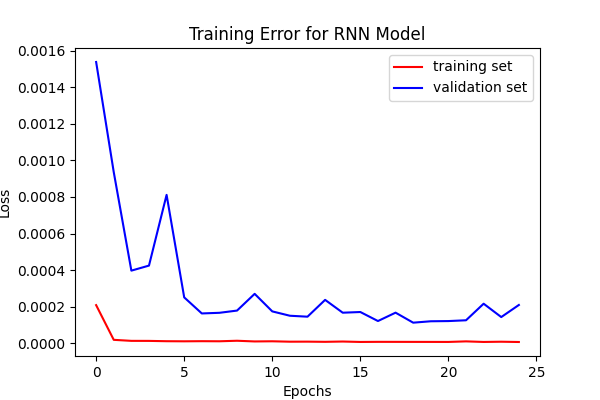 Training Error for RNN Model
training set
validation set
0.0016
0.0014
0.0012
0.0010
0.0008
0.0006
0.0004
0.0002
0.0000
Loss
0 5 10 15 20 25
Epochs